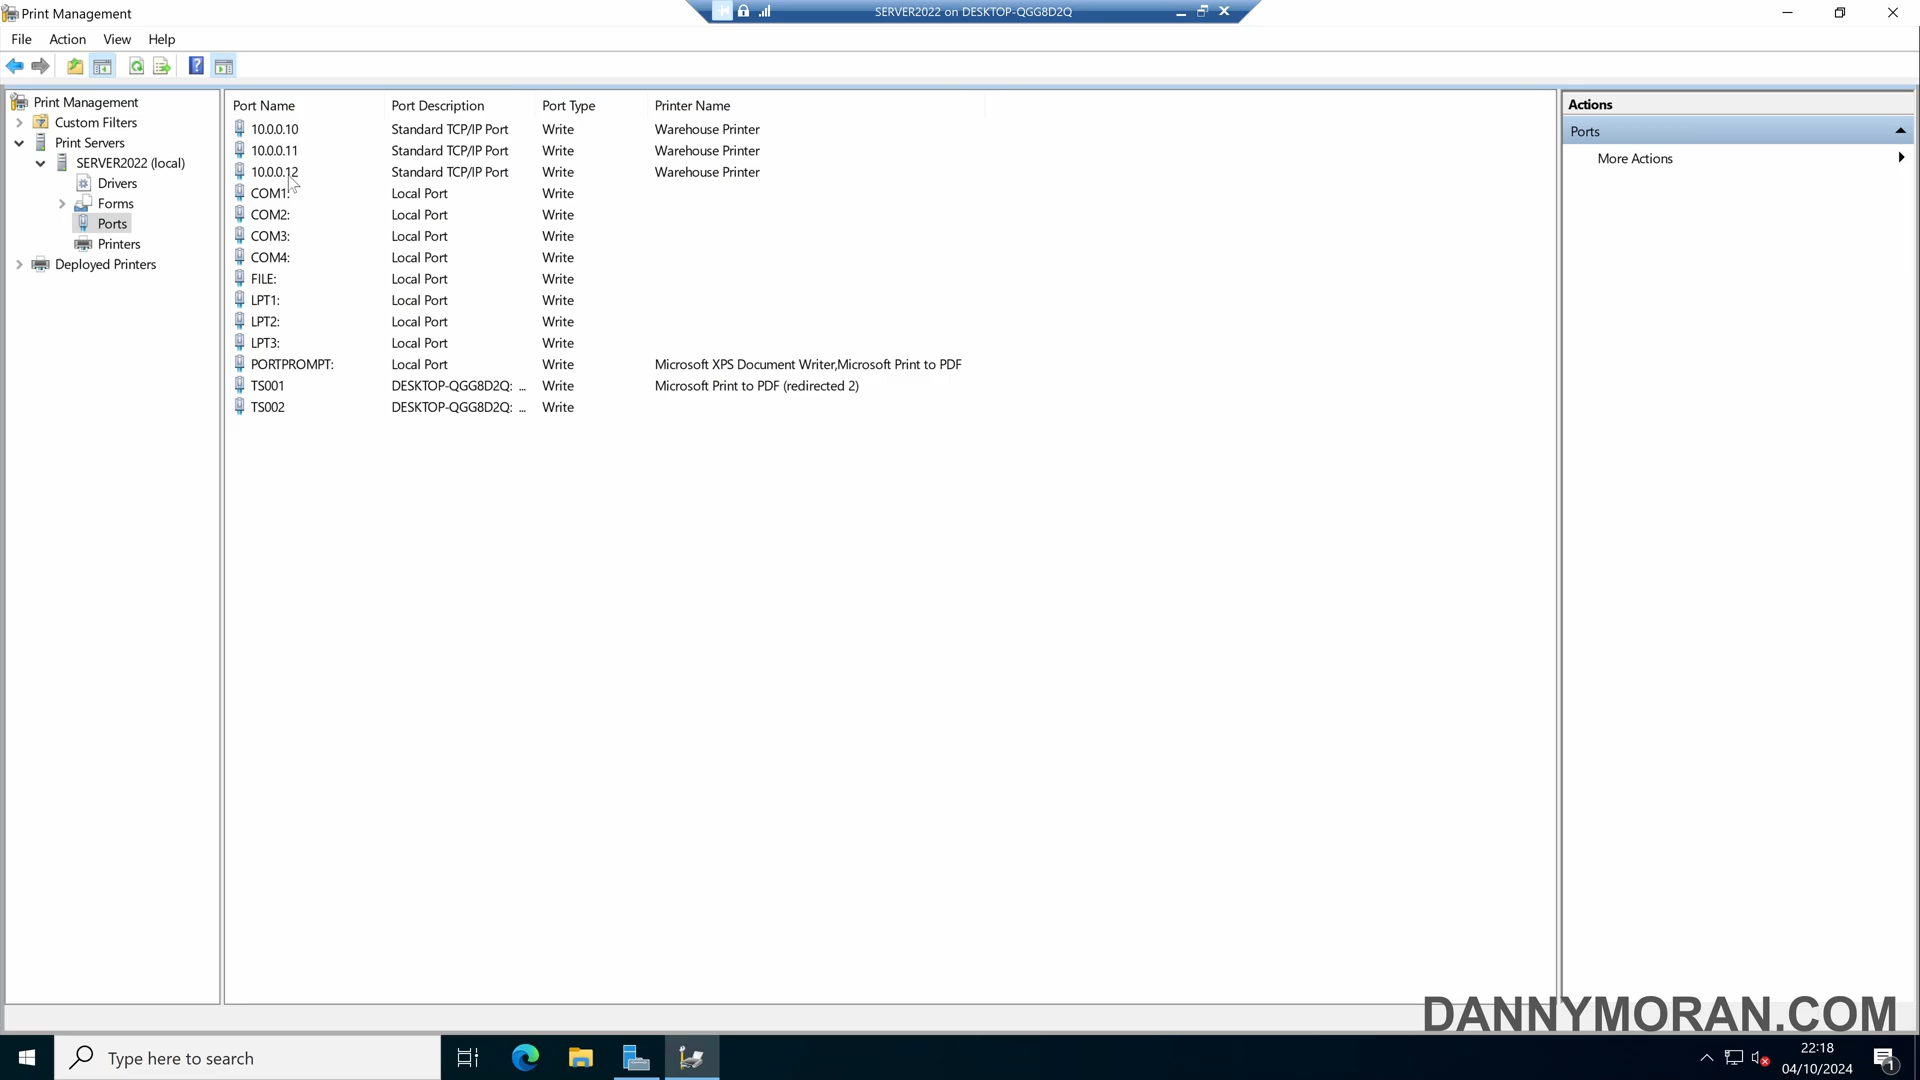 Print Management
SERVER2022 on DESKTOP-QGG8D2Q
File Action View Help
Print Management
Custom Filters
Print Servers
SERVER2022 (local)
Drivers
Forms
Ports
Printers
Deployed Printers
Port Name Port Description Port Type Printer Name
10.0.0.10 Standard TCP/IP Port Write Warehouse Printer
10.0.0.11 Standard TCP/IP Port Write Warehouse Printer
10.0.0.12 Standard TCP/IP Port Write Warehouse Printer
COM1: Local Port Write
COM2: Local Port Write
COM3: Local Port Write
COM4: Local Port Write
FILE: Local Port Write
LPT1: Local Port Write
LPT2: Local Port Write
LPT3: Local Port Write
PORTPROMPT: Local Port Write Microsoft XPS Document Writer,Microsoft Print to PDF
TS001 DESKTOP-QGG8D2Q: ... Write Microsoft Print to PDF (redirected 2)
TS002 DESKTOP-QGG8D2Q: ... Write
Actions
Ports
More Actions
DANNYMORAN.COM
Type here to search
22:18
04/10/2024
1